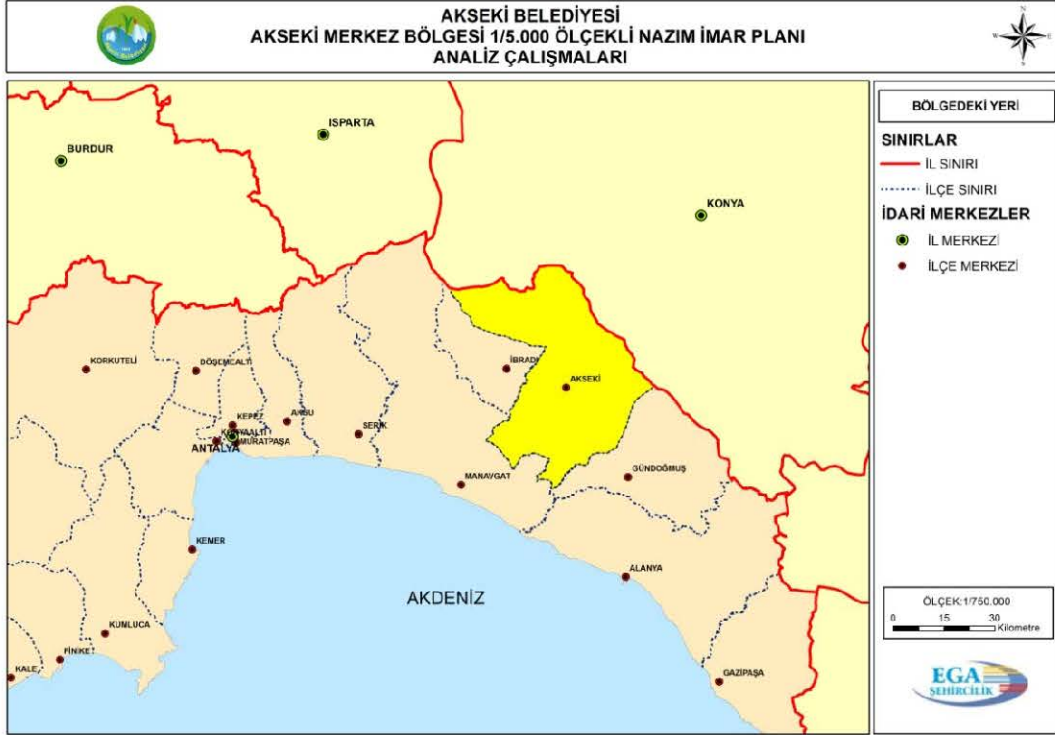 AKSEKİ BELEDİYESİ
AKSEKİ MERKEZ BÖLGESİ 1/5.000 ÖLÇEKLİ NAZIM İMAR PLANI
ANALİZ ÇALIŞMALARI
BURDUR
ISPARTA
KONYA
KORKUTELİ
DÖŞEMEALTI
İBRADI
AKSEKİ
KEPEZ
AKSU
SERİK
KONYAALTI
MURATPAŞA
ANTALYA
MANAVGAT
GÜNDOĞMUŞ
KEMER
ALANYA
AKDENİZ
KUMLUCA
FİNİKE
KALE
GAZİPAŞA
BÖLGEDEKİ YERİ
SINIRLAR
İL SINIRI
İLÇE SINIRI
İDARİ MERKEZLER
İL MERKEZİ
İLÇE MERKEZİ
ÖLÇEK:1/750.000
0 15 30
Kilometre
EGA
ŞEHİRCİLİK